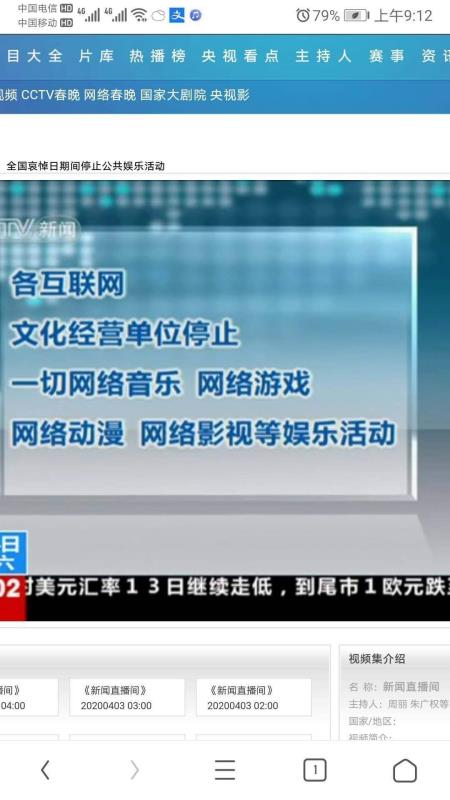 中国电信 HD 4G 4G 79% 上午9:12
中国移动 HD
目大全 片库 热播榜 央视看点 主持人 赛事 资讯
视频 CCTV春晚 网络春晚 国家大剧院 央视影
全国哀悼日期间停止公共娱乐活动
TV 新闻
各互联网
文化经营单位停止
一切网络音乐 网络游戏
网络动漫 网络影视等娱乐活动
日
六
02 对美元汇率13日继续走低，到尾市1欧元跌
视频集介绍
播间》 《新闻直播间》 《新闻直播间》
04:00 20200403 03:00 20200403 02:00
名 称：新闻直播间
主持人：周丽 朱广权等
国家/地区：
视频简介：
1